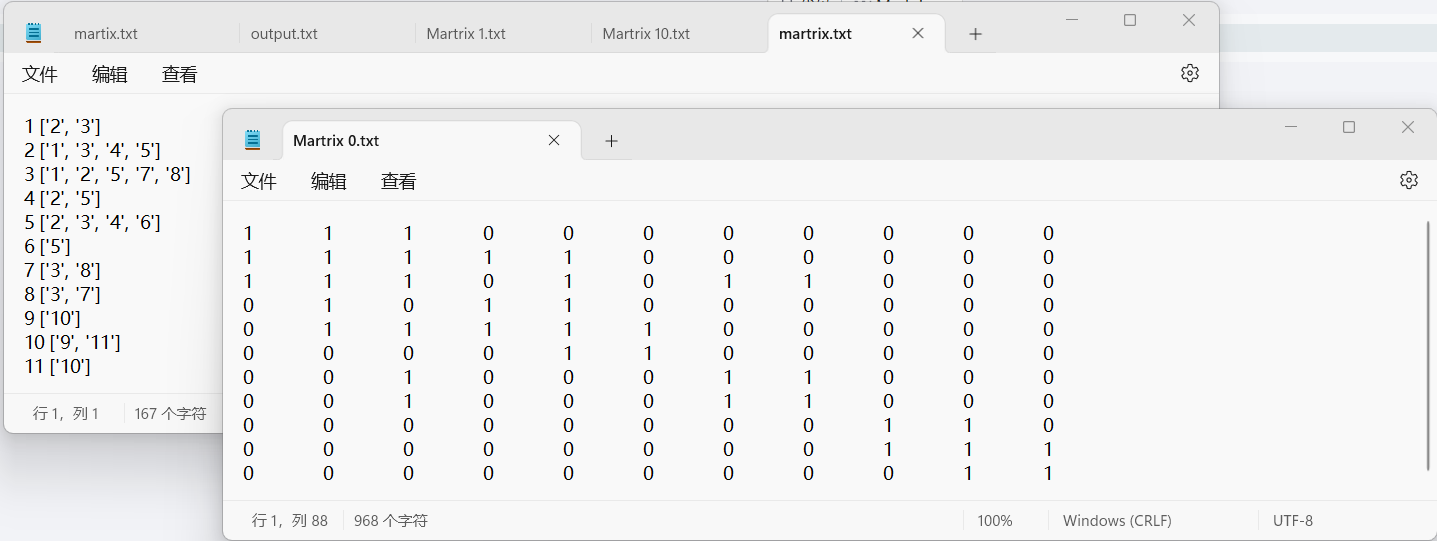 martix.txt
output.txt
Martrix 1.txt
Martrix 10.txt
martrix.txt
文件
编辑
查看
1 ['2', '3']
2 ['1', '3', '4', '5']
3 ['1', '2', '5', '7', '8']
4 ['2', '5']
5 ['2', '3', '4', '6']
6 ['5']
7 ['3', '8']
8 ['3', '7']
9 ['10']
10 ['9', '11']
11 ['10']
行 1，列 1
167 个字符
Martrix 0.txt
文件
编辑
查看
1 1 1 0 0 0 0 0 0 0 0
1 1 1 1 1 0 0 0 0 0 0
1 1 1 0 1 0 1 1 0 0 0
0 1 0 1 1 0 0 0 0 0 0
0 1 1 1 1 1 0 0 0 0 0
0 0 0 0 1 1 0 0 0 0 0
0 0 1 0 0 0 1 1 0 0 0
0 0 1 0 0 0 1 1 0 0 0
0 0 0 0 0 0 0 0 1 1 0
0 0 0 0 0 0 0 0 1 1 1
0 0 0 0 0 0 0 0 0 1 1
行 1，列 88
968 个字符
100%
Windows (CRLF)
UTF-8